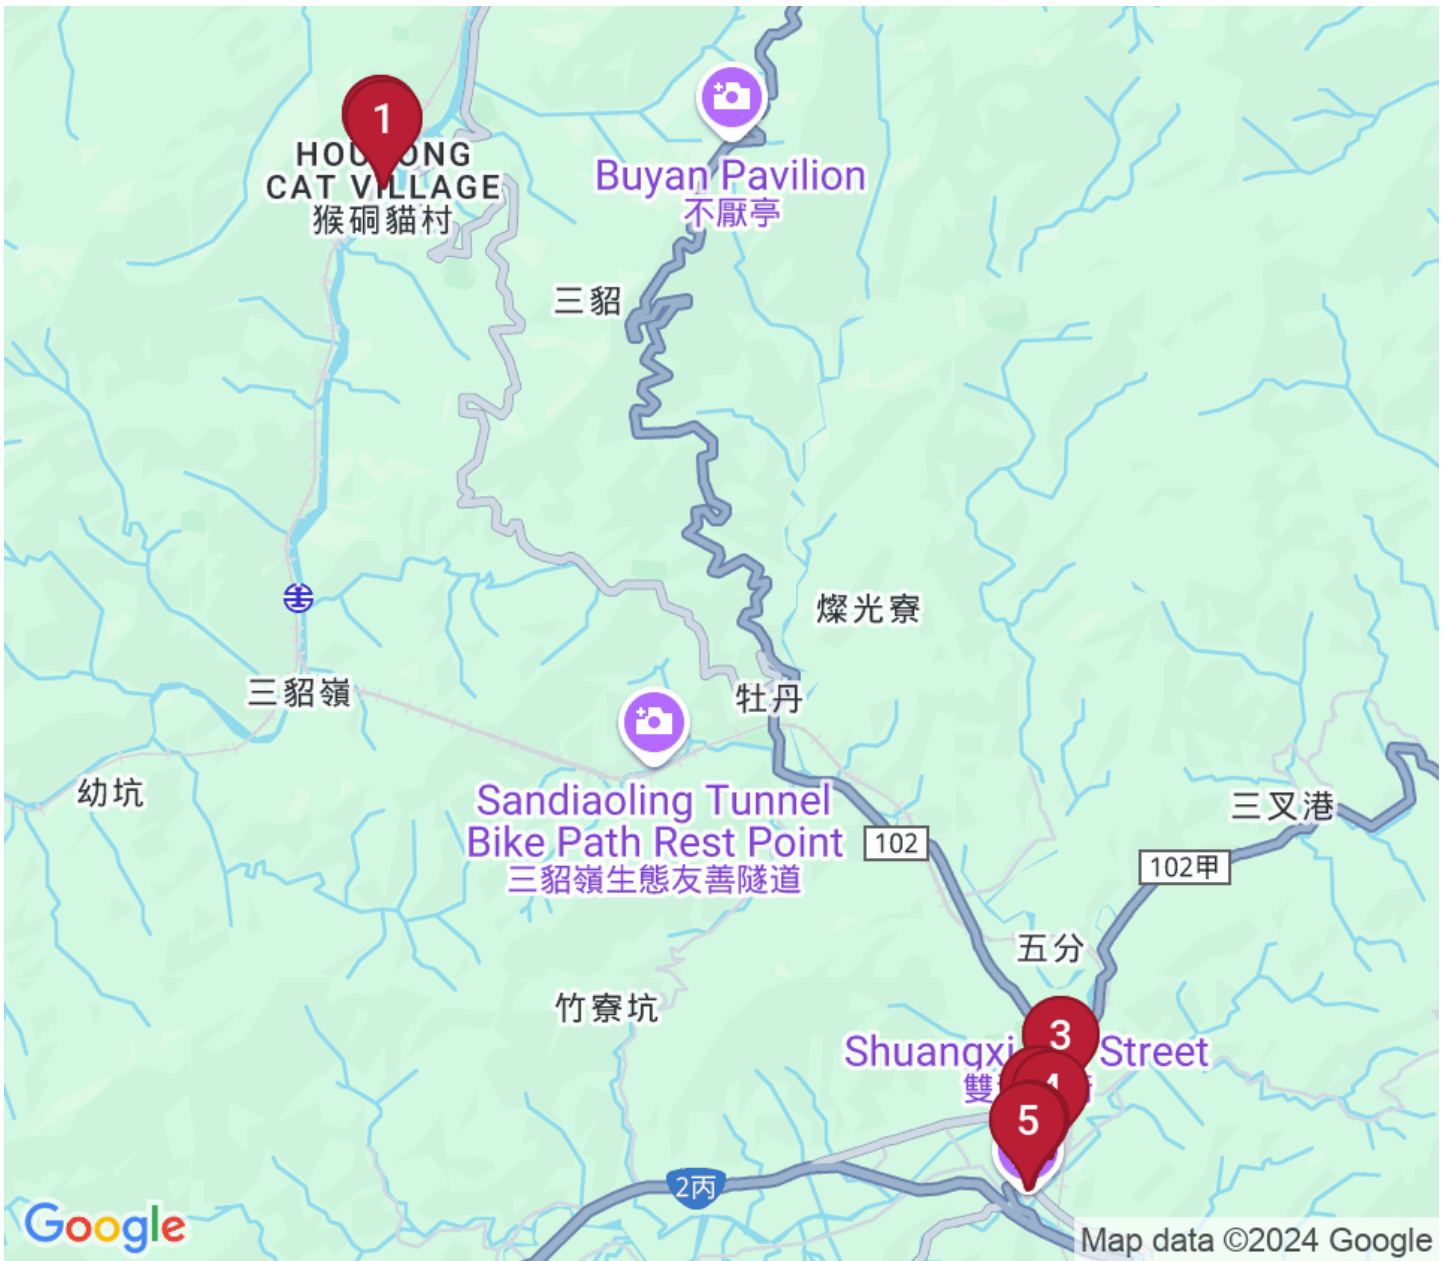 1
HOUTONG
CAT VILLAGE
猴硐貓村
Buyan Pavilion
不厭亭
三貂
燦光寮
三貂嶺
牡丹
幼坑
Sandiaoling Tunnel
Bike Path Rest Point
三貂嶺生態友善隧道
102
三叉港
102甲
五分
竹寮坑
3
Shuangxi Street
雙
4
5
2丙
Google
Map data ©2024 Google